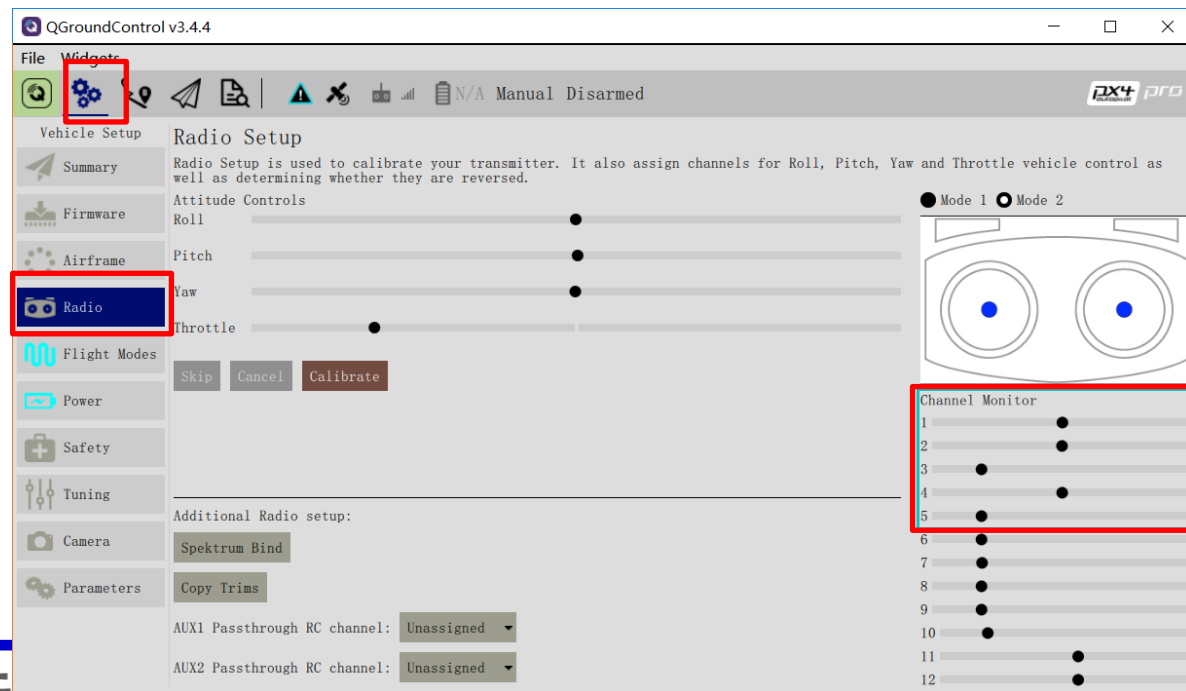 QGroundControl v3.4.4
File Widgets
N/A Manual Disarmed
px4 pro
autopilot
Vehicle Setup
Summary
Firmware
Airframe
Radio
Flight Modes
Power
Safety
Tuning
Camera
Parameters
Radio Setup
Radio Setup is used to calibrate your transmitter. It also assign channels for Roll, Pitch, Yaw and Throttle vehicle control as
well as determining whether they are reversed.
Attitude Controls
Roll
Pitch
Yaw
Throttle
Skip Cancel Calibrate
Additional Radio setup:
Spektrum Bind
Copy Trims
AUX1 Passthrough RC channel: Unassigned
AUX2 Passthrough RC channel: Unassigned
Mode 1 Mode 2
Channel Monitor
1
2
3
4
5
6
7
8
9
10
11
12